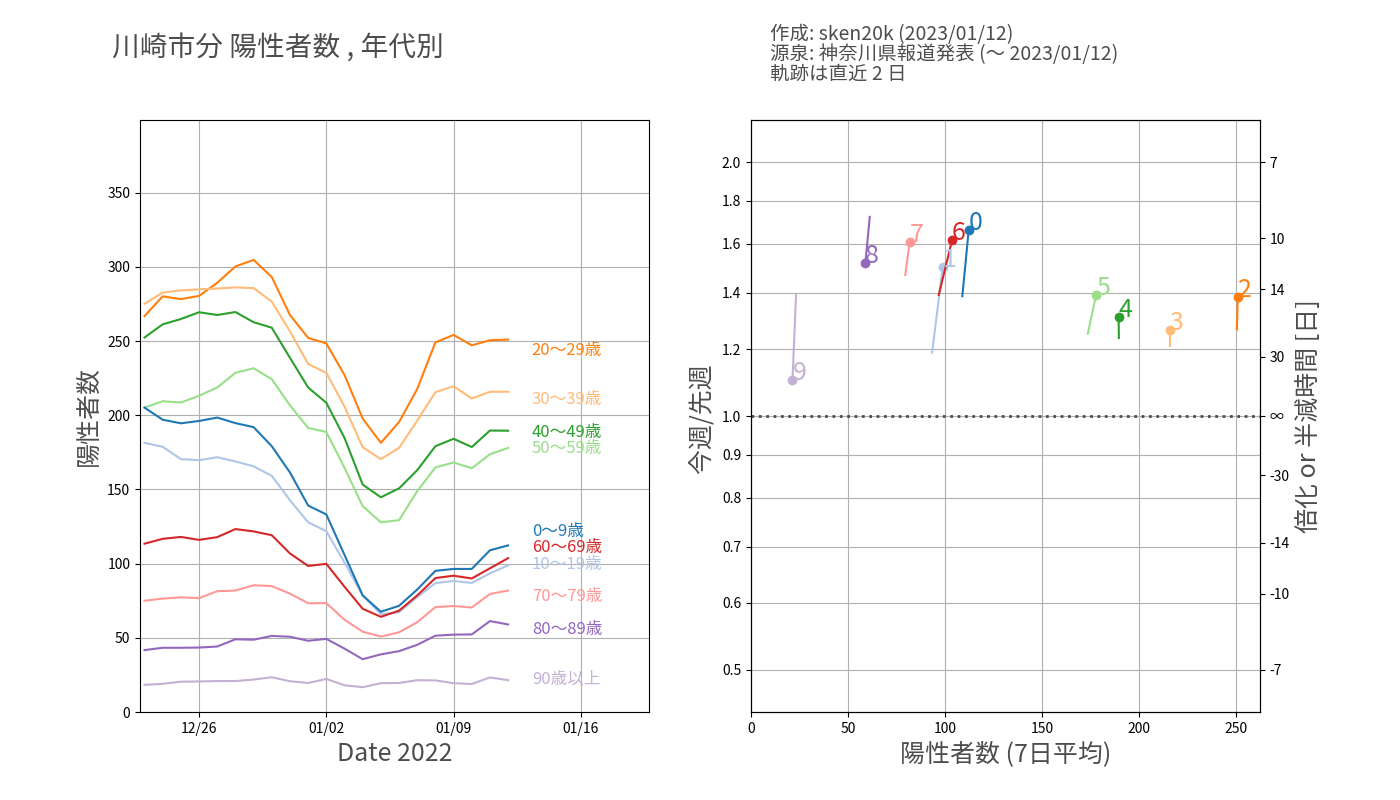 川崎市分 陽性者数 , 年代別
作成: sken20k (2023/01/12)
源泉: 神奈川県報道発表 (〜 2023/01/12)
軌跡は直近 2 日
陽性者数
350
300
250
200
150
100
50
0
12/26
01/02
01/09
01/16
Date 2022
20〜29歳
30〜39歳
40〜49歳
50〜59歳
0〜9歳
60〜69歳
10〜19歳
70〜79歳
80〜89歳
90歳以上
今週/先週
2.0
1.8
1.6
1.4
1.2
1.0
0.9
0.8
0.7
0.6
0.5
0
50
100
150
200
250
陽性者数 (7日平均)
9
8
7
6
1
0
5
4
3
2
7
10
14
30
∞
-30
-14
-10
-7
倍化 or 半減時間 [日]